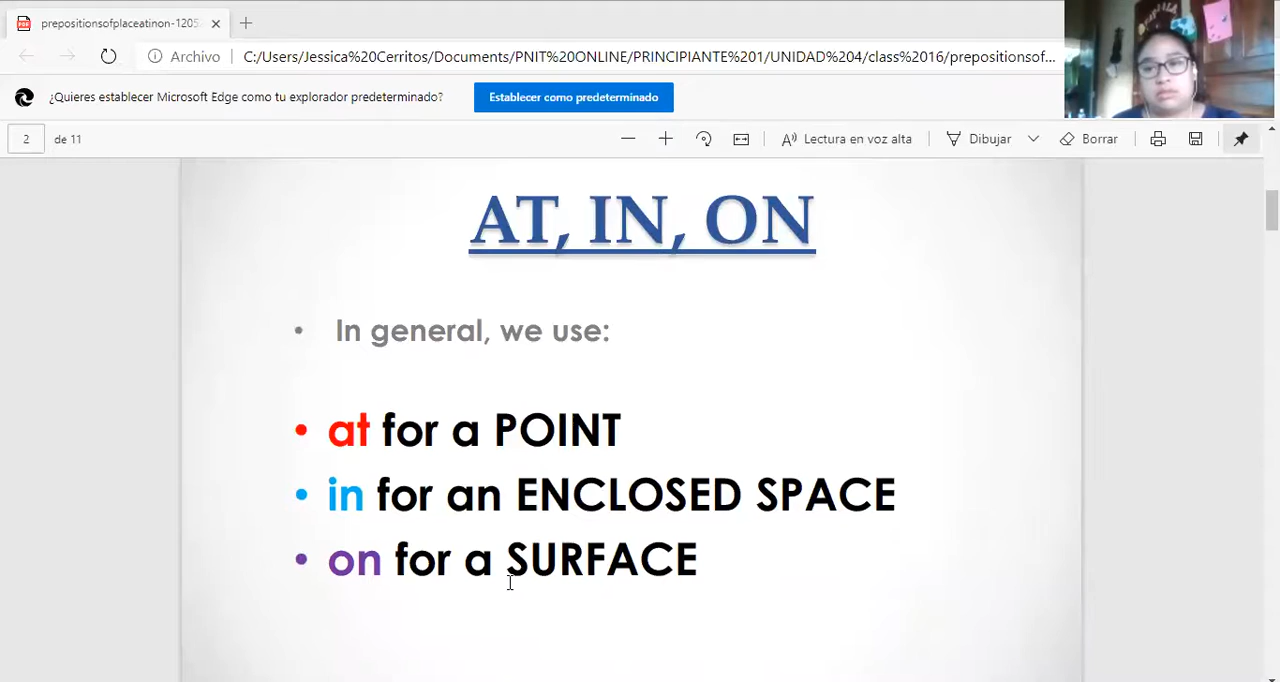 prepositionsofplaceatinon-1205
Archivo
C:/Users/Jessica%20Cerritos/Documents/PNIT%20ONLINE/PRINCIPIANTE%201/UNIDAD%204/class%2016/prepositionsof...
¿Quieres establecer Microsoft Edge como tu explorador predeterminado?
Establecer como predeterminado
2 de 11
Lectura en voz alta
Dibujar
Borrar
AT, IN, ON
• In general, we use:
• at for a POINT
• in for an ENCLOSED SPACE
• on for a SURFACE